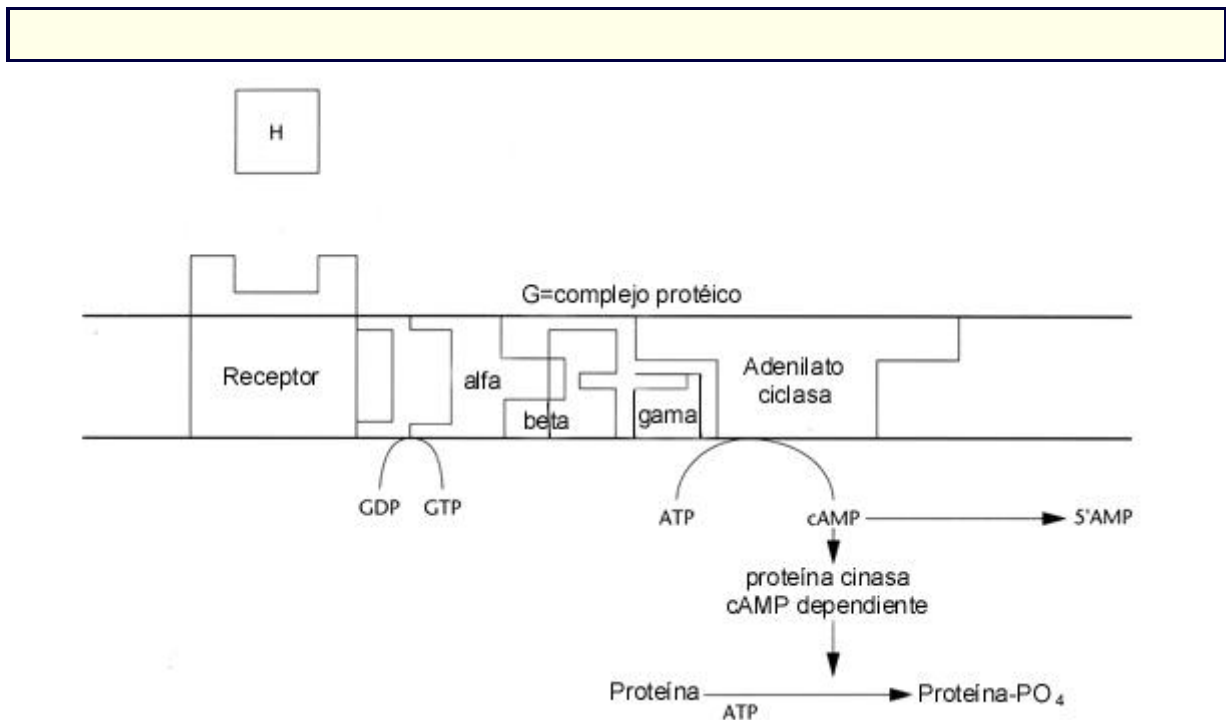 H
G=complejo protéico
Receptor
alfa
beta
gama
Adenilato
ciclasa
GDP
GTP
ATP
cAMP
5'AMP
proteína cinasa
cAMP dependiente
Proteína
ATP
Proteína-PO₄